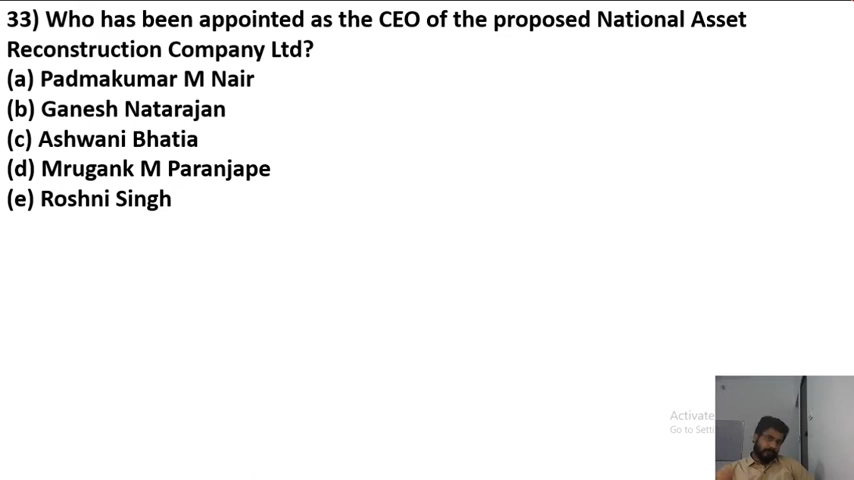 33) Who has been appointed as the CEO of the proposed National Asset
Reconstruction Company Ltd?
(a) Padmakumar M Nair
(b) Ganesh Natarajan
(c) Ashwani Bhatia
(d) Mrugank M Paranjape
(e) Roshni Singh
Activate
Go to Setti